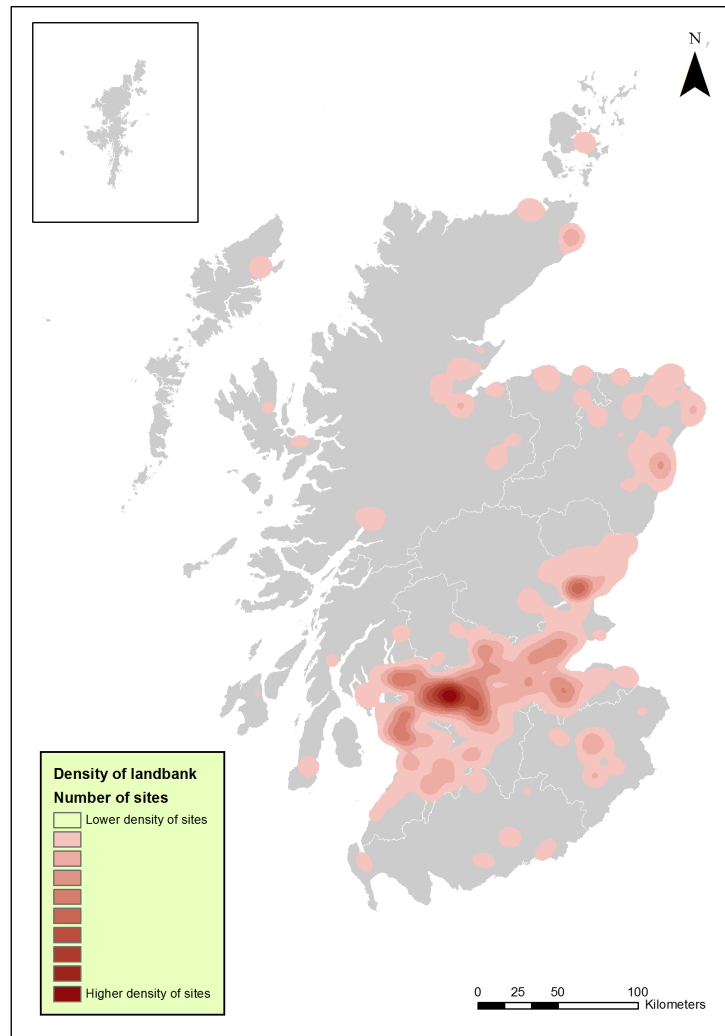 N
Density of landbank
Number of sites
Lower density of sites
Higher density of sites
0 25 50 100
Kilometers